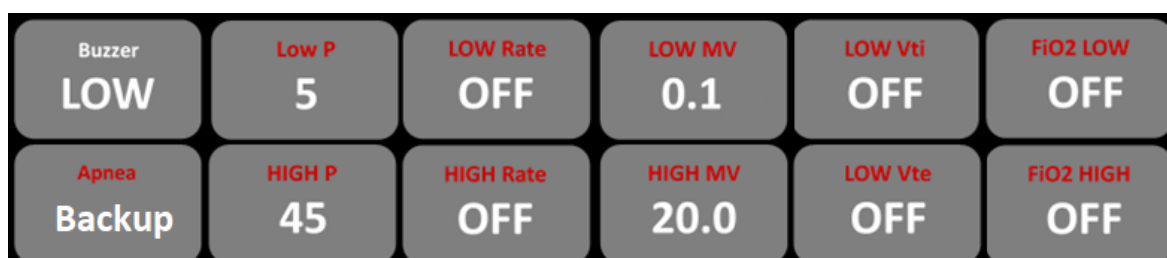 Buzzer Low P LOW Rate LOW MV LOW Vti FiO2 LOW
LOW 5 OFF 0.1 OFF OFF
Apnea HIGH P HIGH Rate HIGH MV LOW Vte FiO2 HIGH
Backup 45 OFF 20.0 OFF OFF